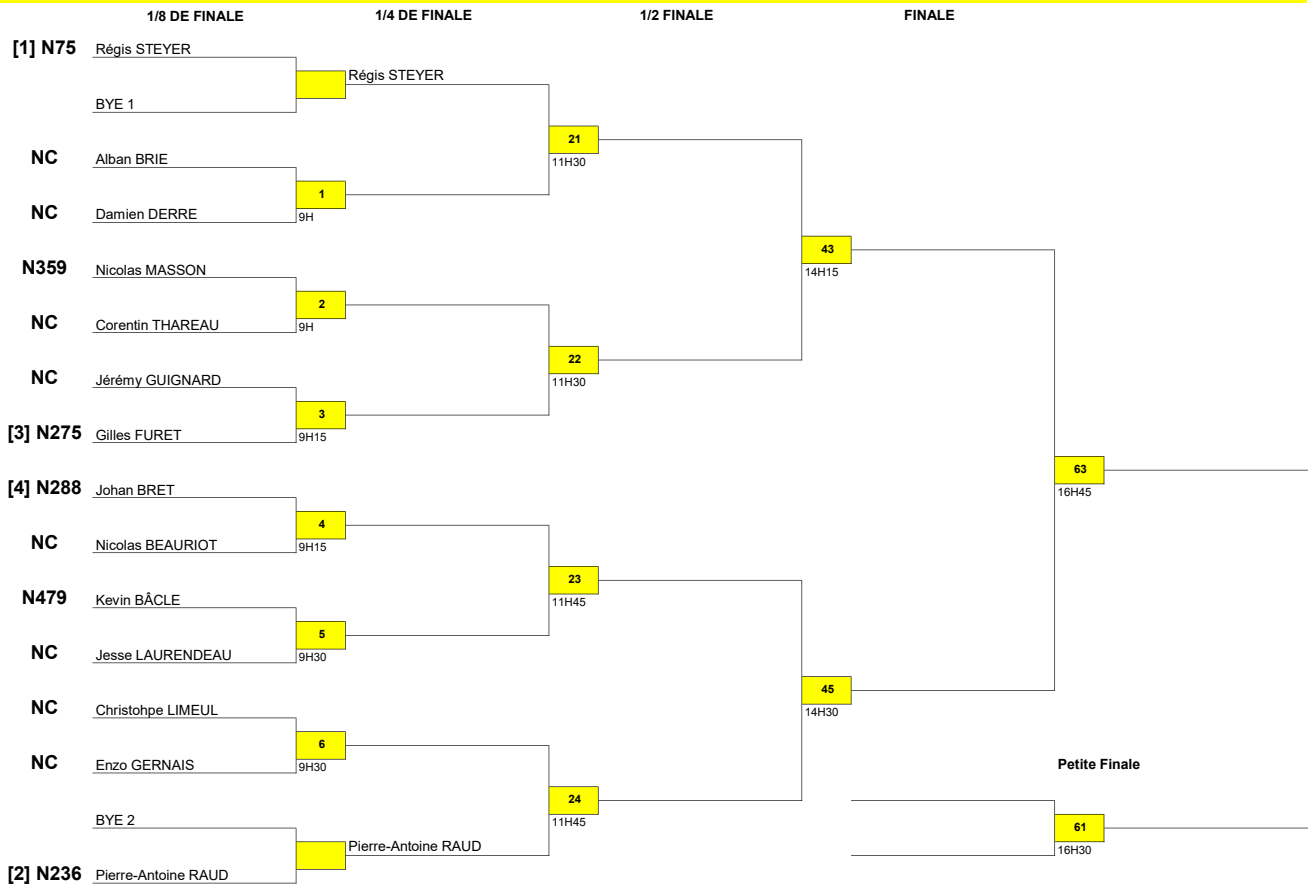 1/8 DE FINALE 1/4 DE FINALE 1/2 FINALE FINALE
[1] N75 Régis STEYER
Régis STEYER
BYE 1
21
11H30
NC Alban BRIE
1
9H
NC Damien DERRE
43
14H15
N359 Nicolas MASSON
2
9H
NC Corentin THAREAU
22
11H30
NC Jérémy GUIGNARD
3
9H15
[3] N275 Gilles FURET
63
16H45
[4] N288 Johan BRET
4
9H15
NC Nicolas BEAURIOT
23
11H45
N479 Kevin BÂCLE
5
9H30
NC Jesse LAURENDEAU
45
14H30
NC Christohpe LIMEUL
6
9H30
NC Enzo GERNAIS
Petite Finale
24
11H45
BYE 2
61
16H30
Pierre-Antoine RAUD
[2] N236 Pierre-Antoine RAUD